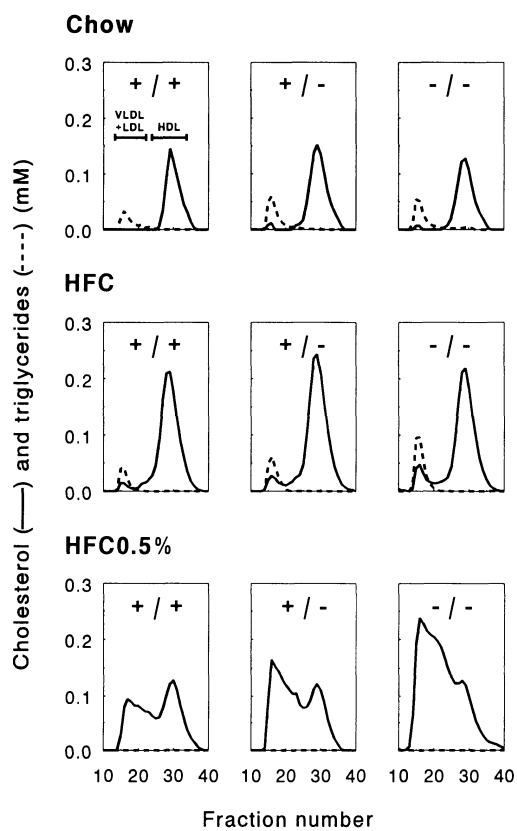 Chow
0.3
0.2
0.1
0.0
+ / +
+ / -
- / -
VLDL
+LDL
HDL
HFC
0.3
0.2
0.1
0.0
+ / +
+ / -
- / -
HFC0.5%
0.3
0.2
0.1
0.0
+ / +
+ / -
- / -
10 20 30 40
10 20 30 40
10 20 30 40
Fraction number
Cholesterol (——) and triglycerides (----) (mM)